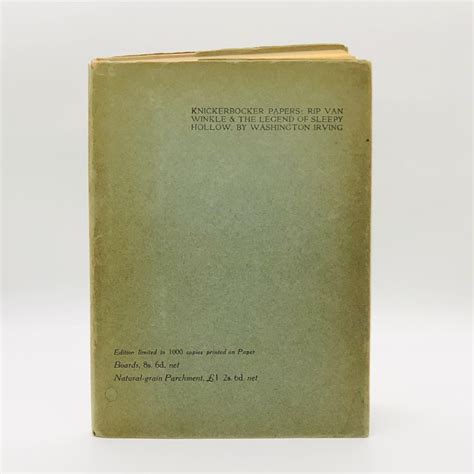 KNICKERBOCKER PAPERS: RIP VAN
WINKLE & THE LEGEND OF SLEEPY
HOLLOW, BY WASHINGTON IRVING
Edition limited to 1000 copies printed on Paper
Boards, 8s. 6d. net
Natural-grain Parchment, £1 2s. 6d. net